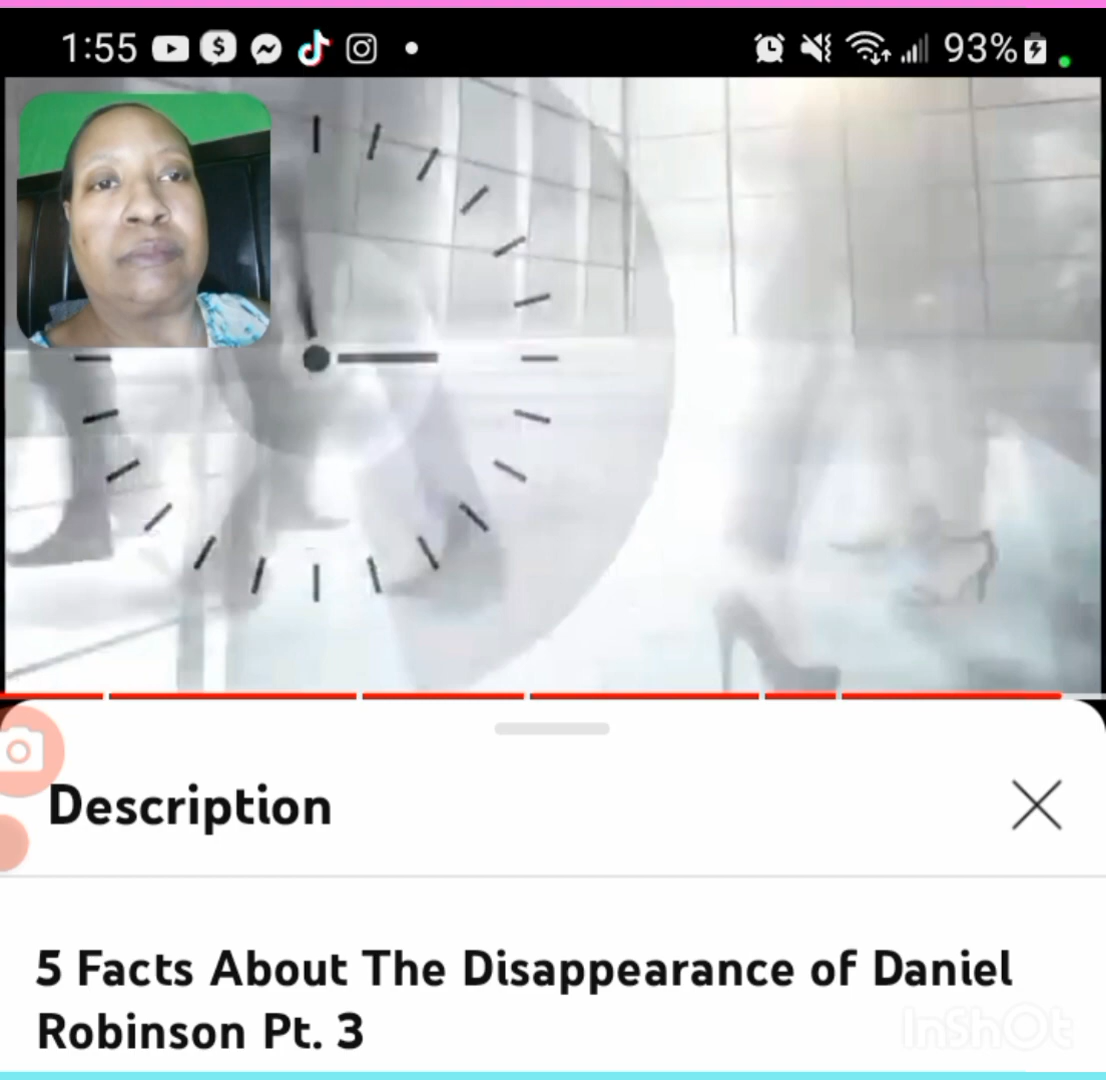 1:55
93%
Description
5 Facts About The Disappearance of Daniel
Robinson Pt. 3
InShOt